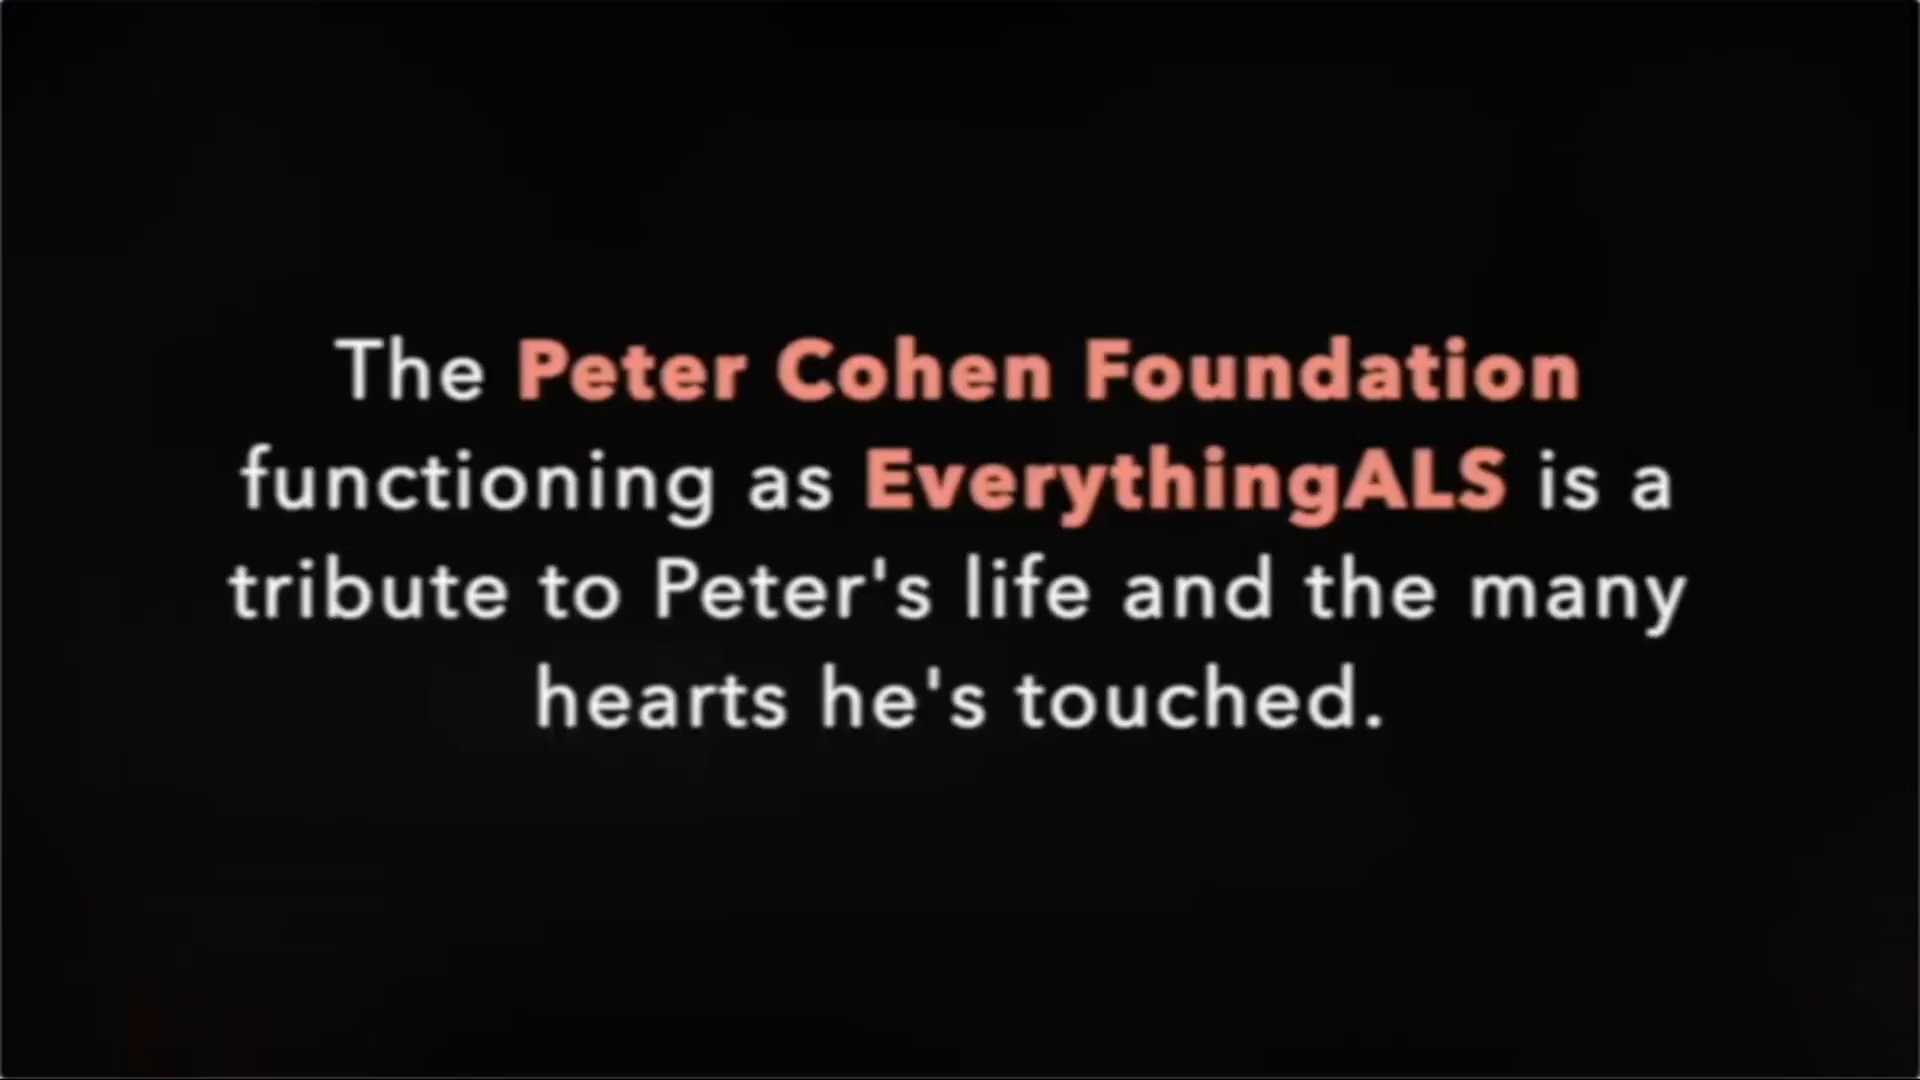 The Peter Cohen Foundation
functioning as EverythingALS is a
tribute to Peter's life and the many
hearts he's touched.